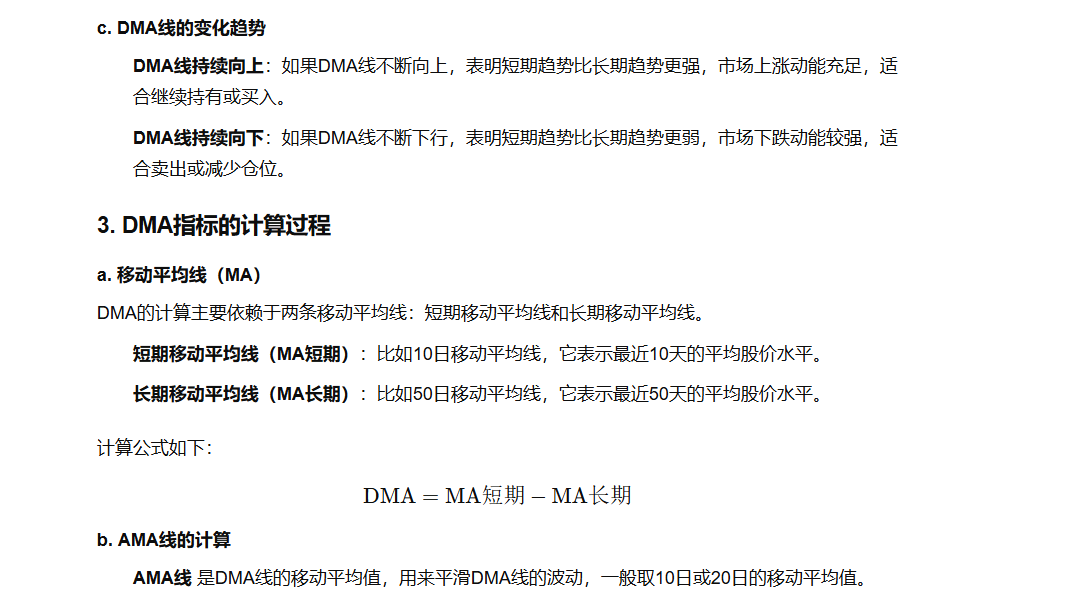 c. DMA线的变化趋势
DMA线持续向上：如果DMA线不断向上，表明短期趋势比长期趋势更强，市场上涨动能充足，适
合继续持有或买入。
DMA线持续向下：如果DMA线不断下行，表明短期趋势比长期趋势更弱，市场下跌动能较强，适
合卖出或减少仓位。
3. DMA指标的计算过程
a. 移动平均线（MA）
DMA的计算主要依赖于两条移动平均线：短期移动平均线和长期移动平均线。
短期移动平均线（MA短期）：比如10日移动平均线，它表示最近10天的平均股价水平。
长期移动平均线（MA长期）：比如50日移动平均线，它表示最近50天的平均股价水平。
计算公式如下：
DMA = MA短期 − MA长期
b. AMA线的计算
AMA线 是DMA线的移动平均值，用来平滑DMA线的波动，一般取10日或20日的移动平均值。